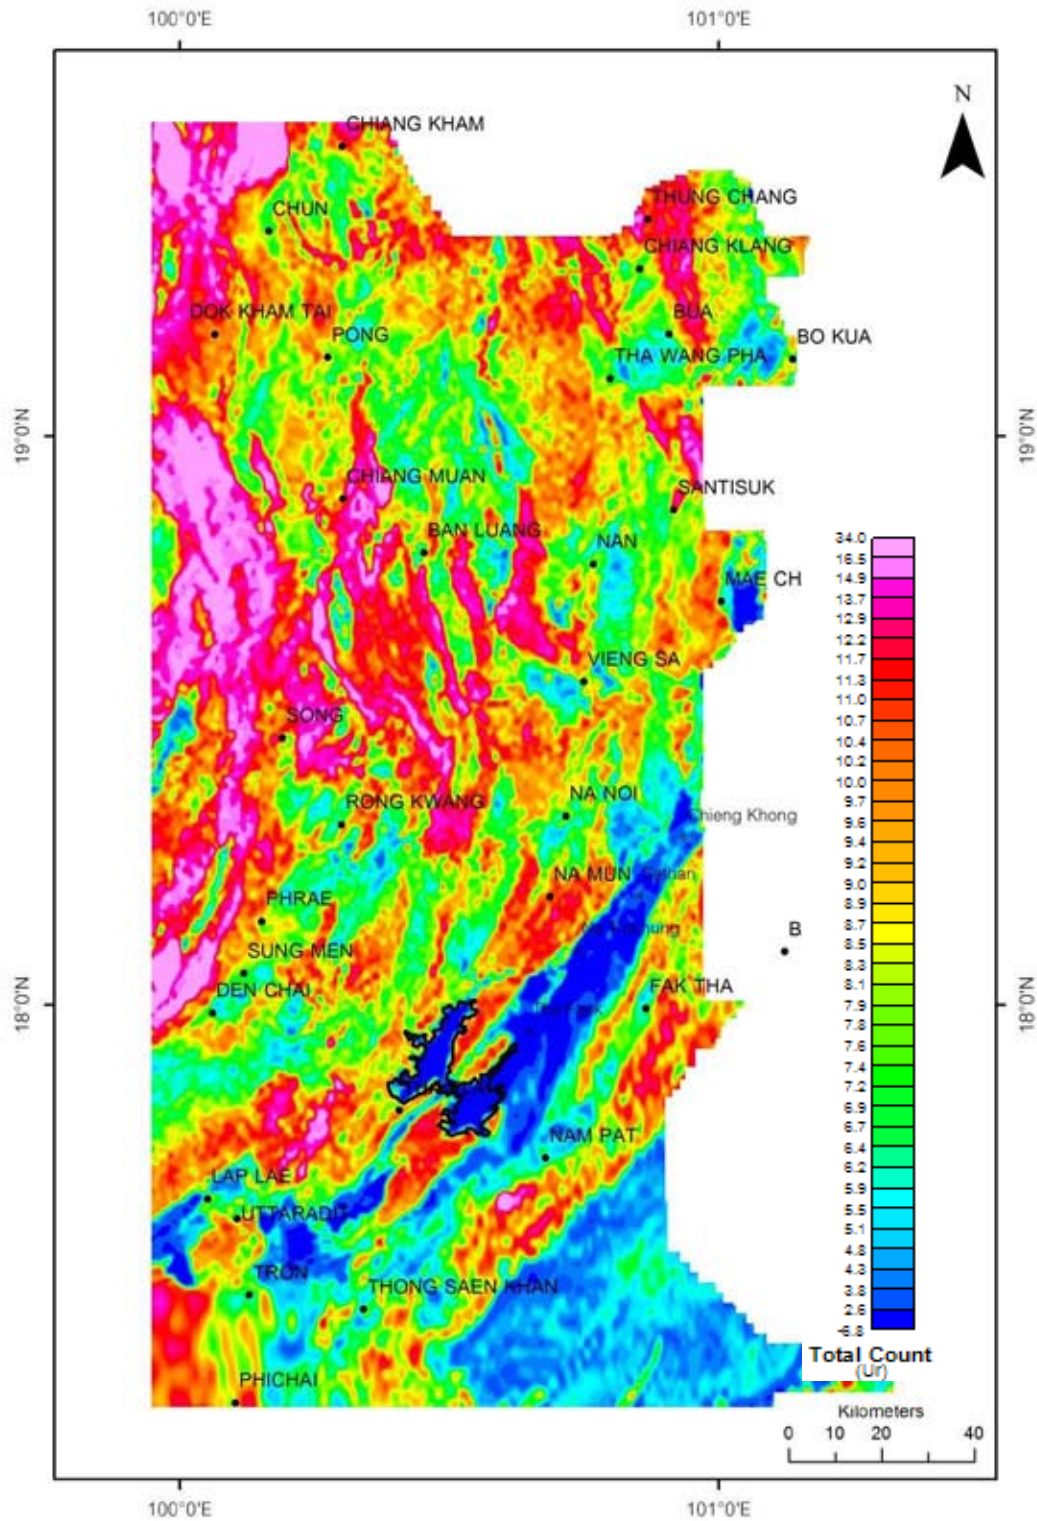 100°0'E
101°0'E
N
CHIANG KHAM
THUNG CHANG
CHUN
CHIANG KLANG
DOK KHAM TAI
BUA
PONG
BO KUA
THA WANG PHA
19°0'N
19°0'N
CHIANG MUAN
SANTISUK
BAN LUANG
NAN
MAE CH
VIENG SA
SONG
RONG KWANG
NA NOI
Chieng Khong
NA MUN
PHRAE
B
SUNG MEN
DEN CHAI
FAK THA
18°0'N
18°0'N
NAM PAT
LAP LAE
UTTARADIT
TRON
THONG SAEN KHAN
PHICHAI
34.0
16.5
14.9
13.7
12.9
12.2
11.7
11.3
11.0
10.7
10.4
10.2
10.0
9.7
9.6
9.4
9.2
9.0
8.9
8.7
8.5
8.3
8.1
7.9
7.8
7.6
7.4
7.2
6.9
6.7
6.4
6.2
5.9
5.5
5.1
4.8
4.3
3.8
2.6
-6.8
Total Count
(Ur)
Kilometers
0 10 20 40
100°0'E
101°0'E